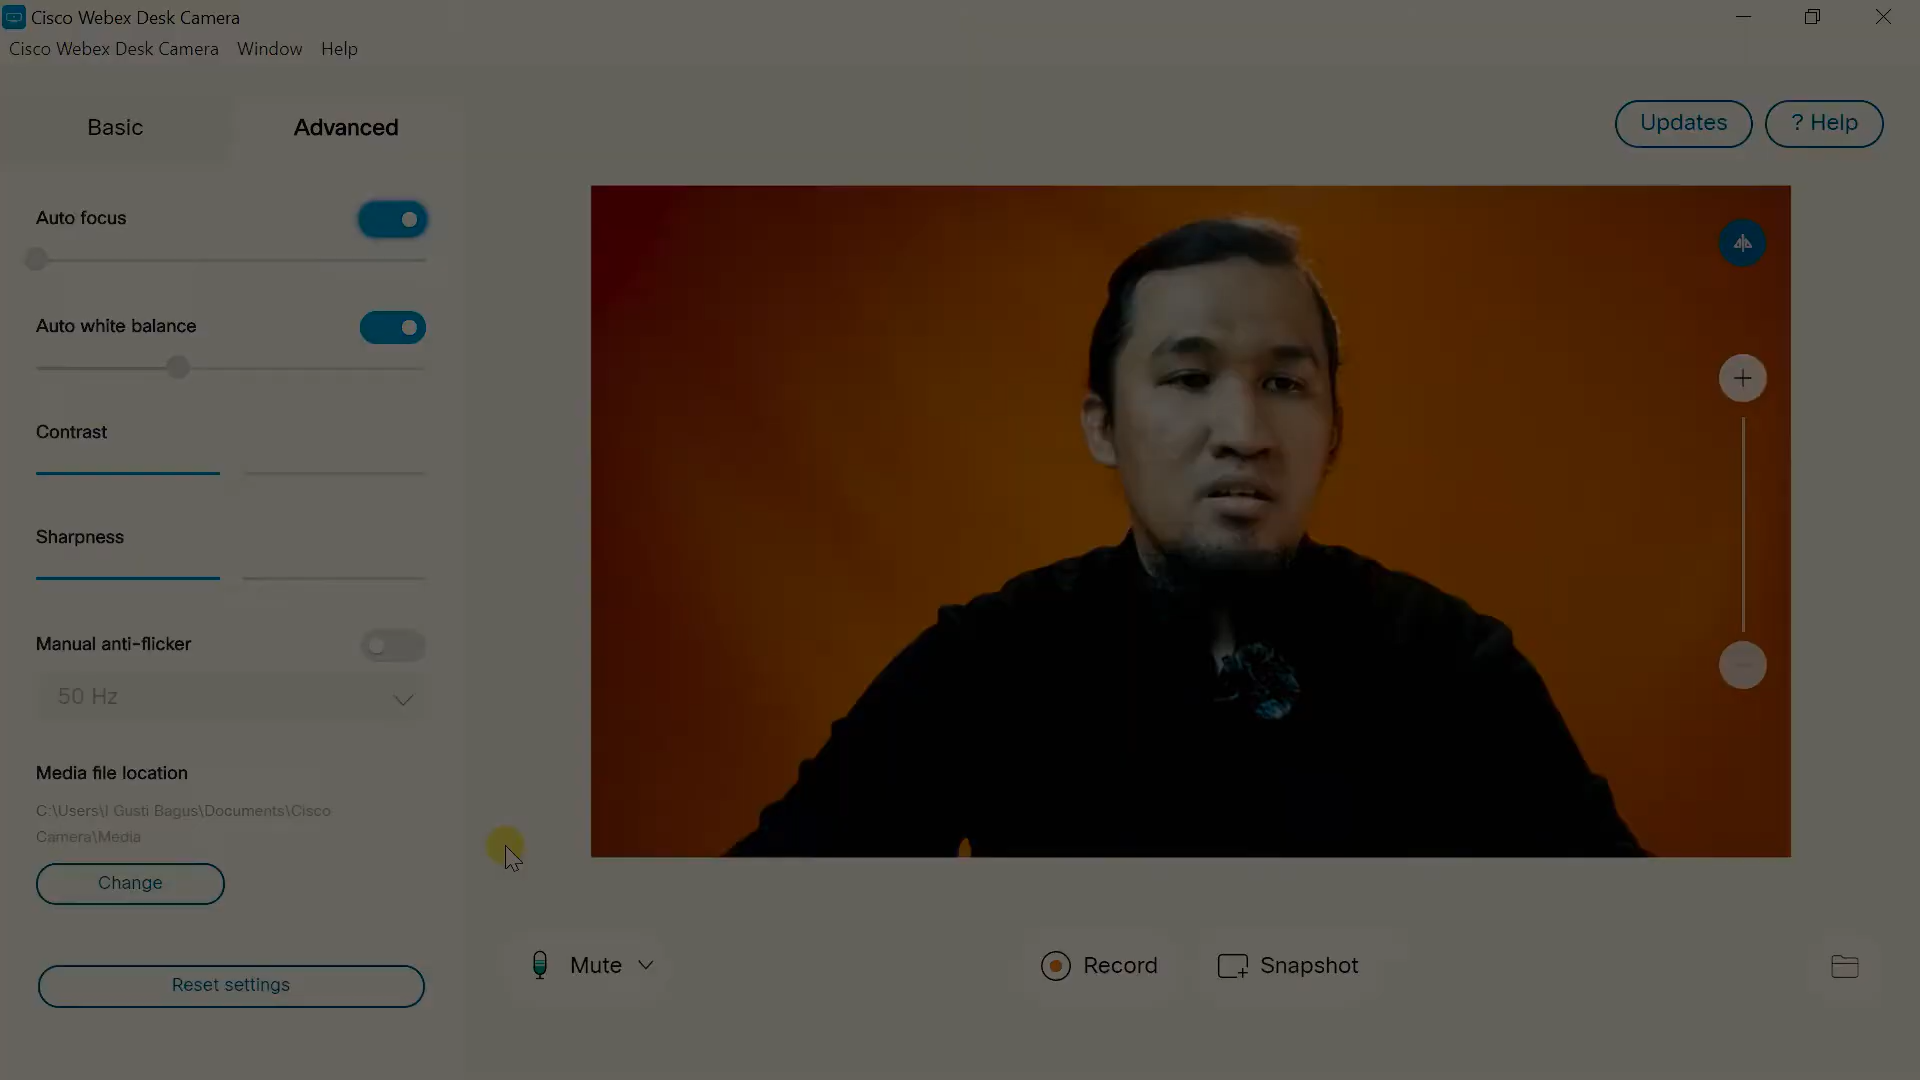 Cisco Webex Desk Camera
Cisco Webex Desk Camera Window Help
Basic Advanced
Updates ? Help
Auto focus
Auto white balance
Contrast
Sharpness
Manual anti-flicker
50 Hz
Media file location
C:\Users\I Gusti Bagus\Documents\Cisco
Camera\Media
Change
Reset settings
Mute Record Snapshot